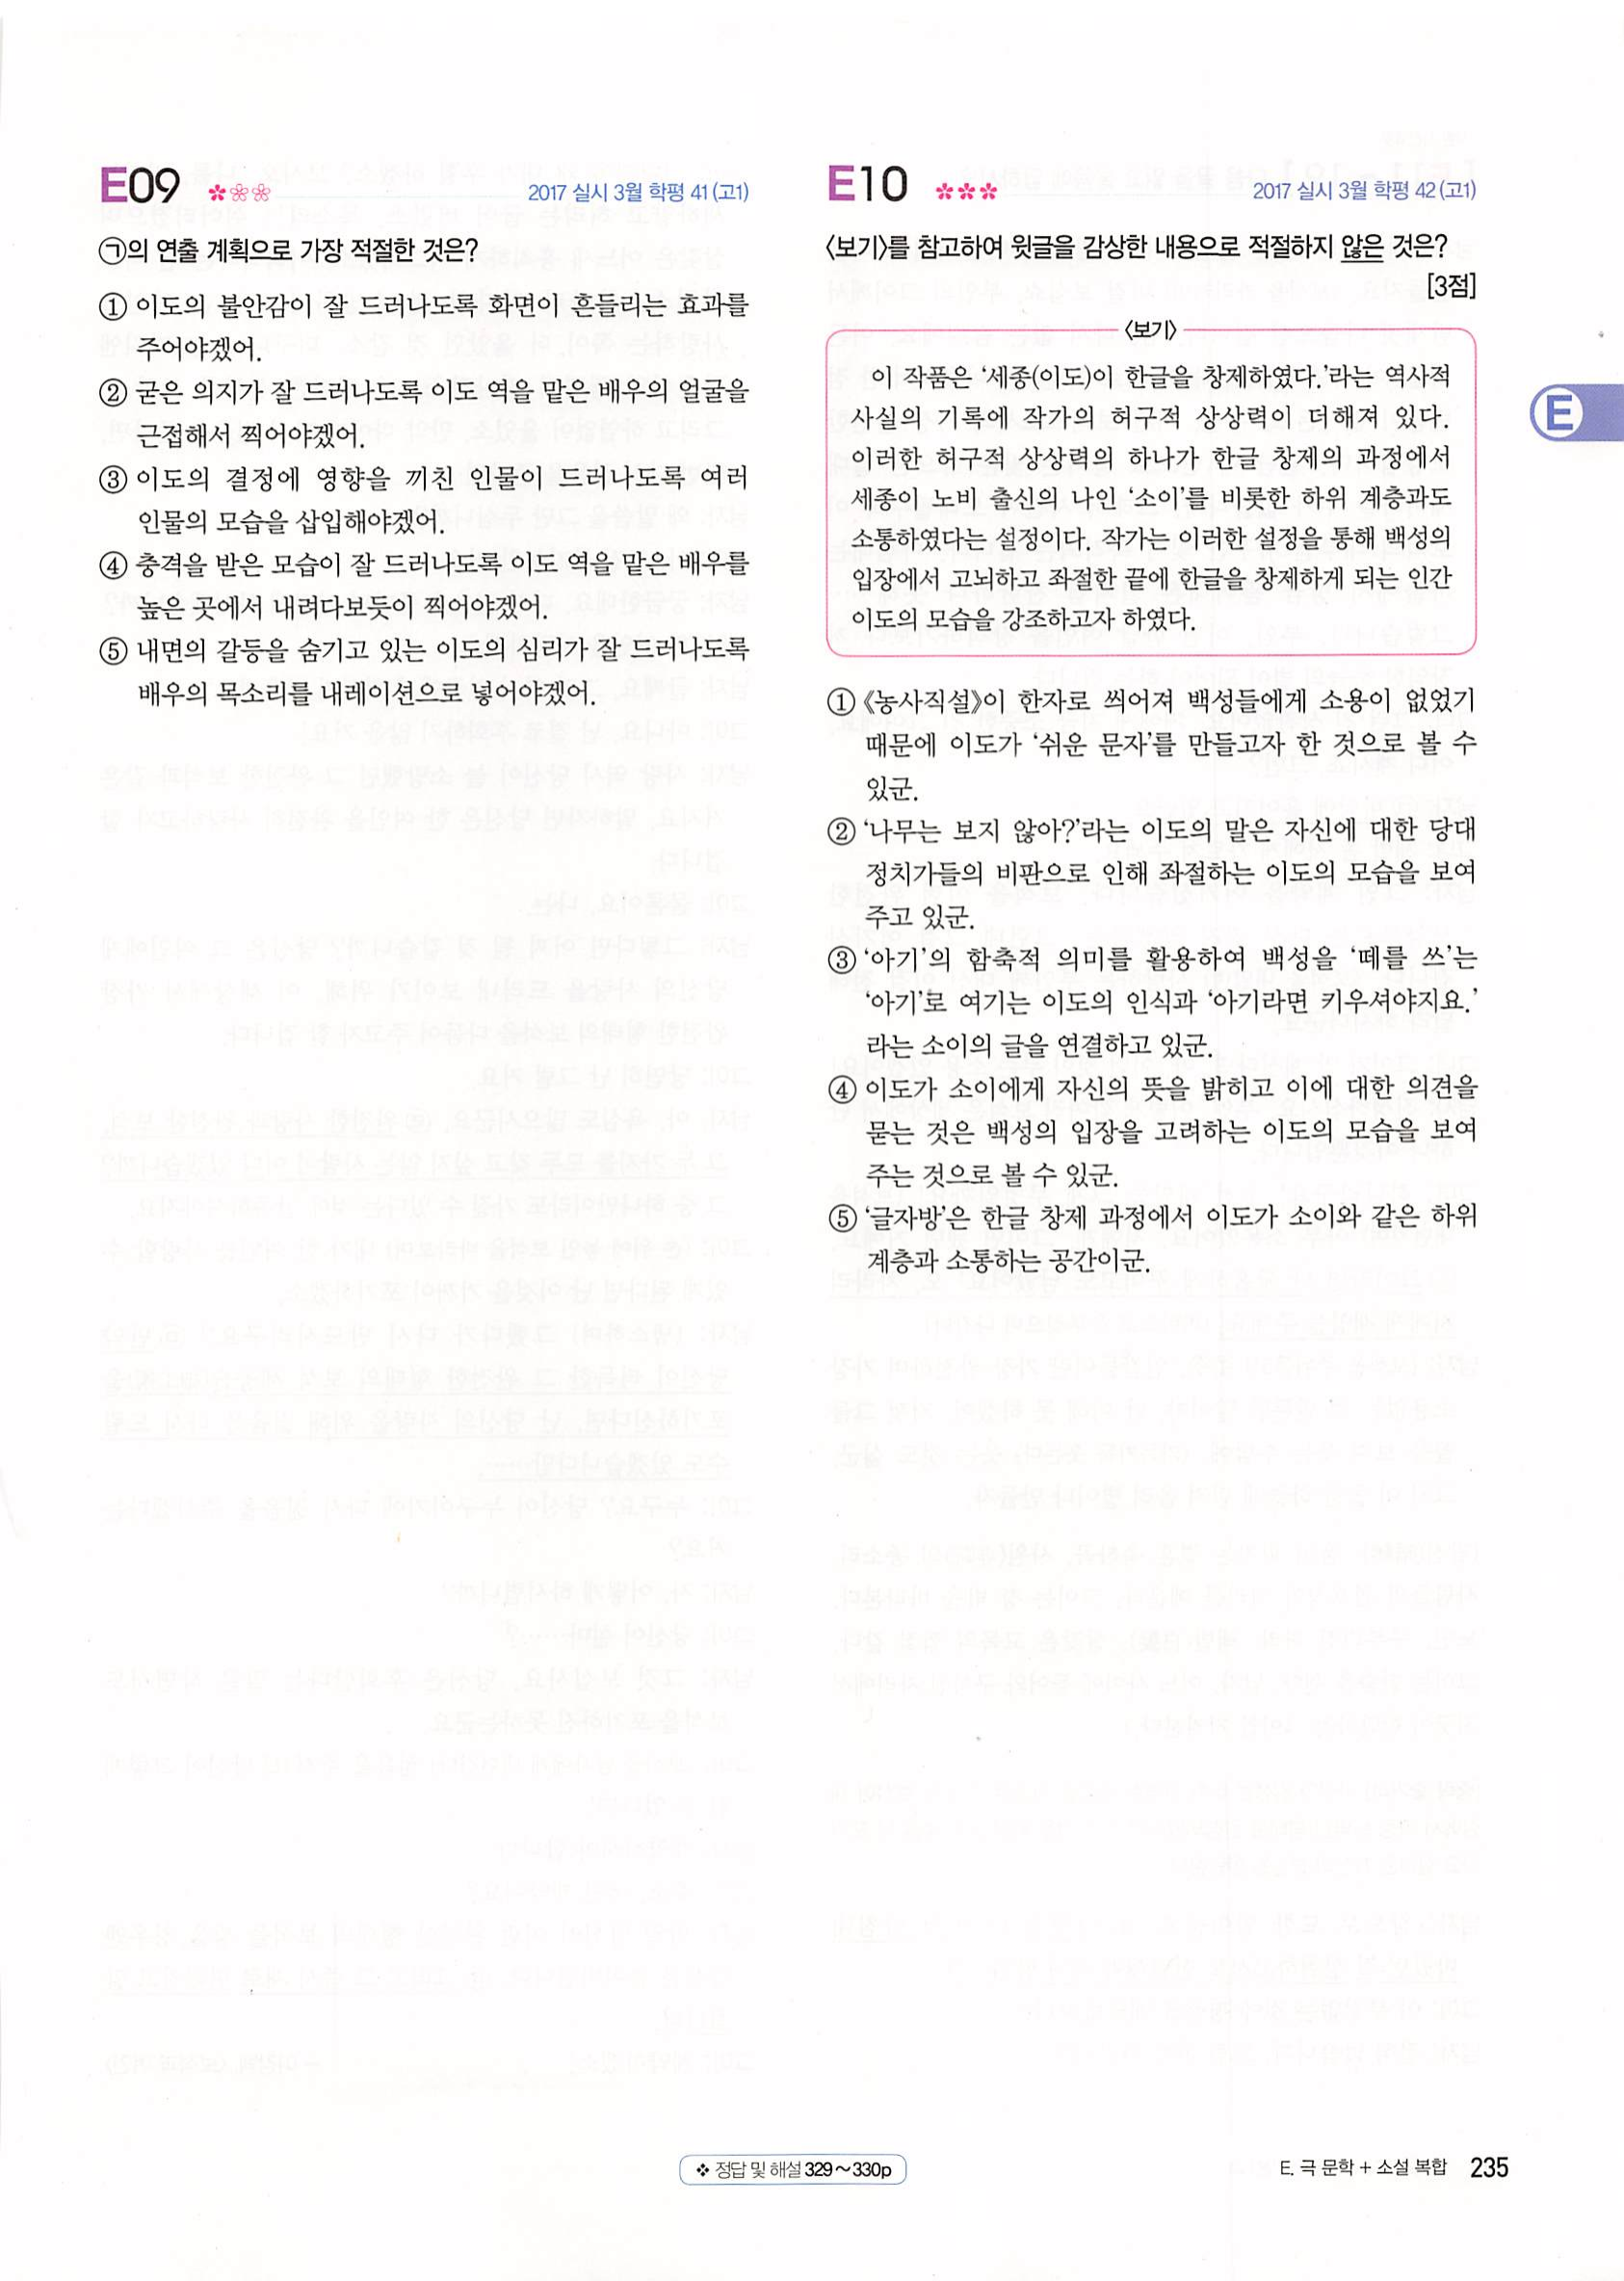 E09
2017 실시 3월 학평 41(고1)
㉠의 연출 계획으로 가장 적절한 것은?
① 이도의 불안감이 잘 드러나도록 화면이 흔들리는 효과를
주어야겠어.
② 굳은 의지가 잘 드러나도록 이도 역을 맡은 배우의 얼굴을
근접해서 찍어야겠어.
③ 이도의 결정에 영향을 끼친 인물이 드러나도록 여러
인물의 모습을 삽입해야겠어.
④ 충격을 받은 모습이 잘 드러나도록 이도 역을 맡은 배우를
높은 곳에서 내려다보듯이 찍어야겠어.
⑤ 내면의 갈등을 숨기고 있는 이도의 심리가 잘 드러나도록
배우의 목소리를 내레이션으로 넣어야겠어.
E10
2017 실시 3월 학평 42(고1)
〈보기〉를 참고하여 윗글을 감상한 내용으로 적절하지 않은 것은?
[3점]
〈보기〉
이 작품은 ‘세종(이도)이 한글을 창제하였다.’라는 역사적
사실의 기록에 작가의 허구적 상상력이 더해져 있다.
이러한 허구적 상상력의 하나가 한글 창제의 과정에서
세종이 노비 출신의 나인 ‘소이’를 비롯한 하위 계층과도
소통하였다는 설정이다. 작가는 이러한 설정을 통해 백성의
입장에서 고뇌하고 좌절한 끝에 한글을 창제하게 되는 인간
이도의 모습을 강조하고자 하였다.
① 《농사직설》이 한자로 씌어져 백성들에게 소용이 없었기
때문에 이도가 ‘쉬운 문자’를 만들고자 한 것으로 볼 수
있군.
② ‘나무는 보지 않아?’라는 이도의 말은 자신에 대한 당대
정치가들의 비판으로 인해 좌절하는 이도의 모습을 보여
주고 있군.
③ ‘아기’의 함축적 의미를 활용하여 백성을 ‘떼를 쓰’는
‘아기’로 여기는 이도의 인식과 ‘아기라면 키우셔야지요.’
라는 소이의 글을 연결하고 있군.
④ 이도가 소이에게 자신의 뜻을 밝히고 이에 대한 의견을
묻는 것은 백성의 입장을 고려하는 이도의 모습을 보여
주는 것으로 볼 수 있군.
⑤ ‘글자방’은 한글 창제 과정에서 이도가 소이와 같은 하위
계층과 소통하는 공간이군.
E
❖ 정답 및 해설 329~330p
E. 극 문학 + 소설 복합 235